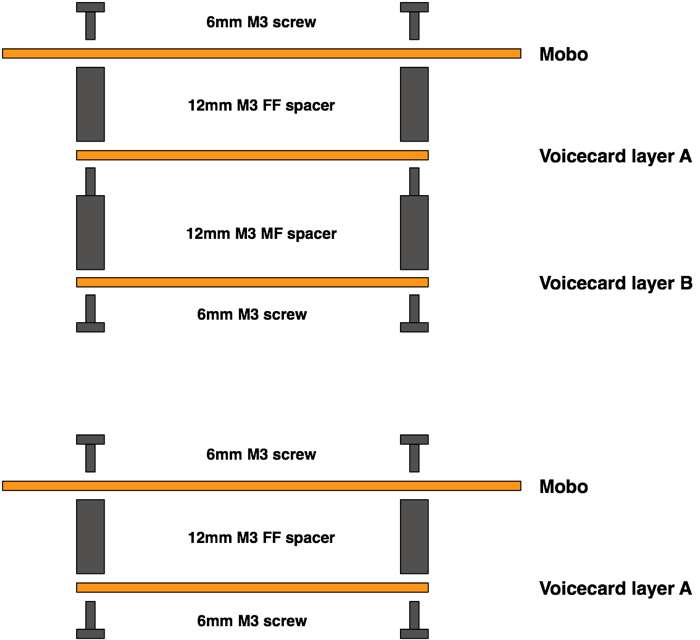 6mm M3 screw
Mobo
12mm M3 FF spacer
Voicecard layer A
12mm M3 MF spacer
Voicecard layer B
6mm M3 screw
6mm M3 screw
Mobo
12mm M3 FF spacer
Voicecard layer A
6mm M3 screw